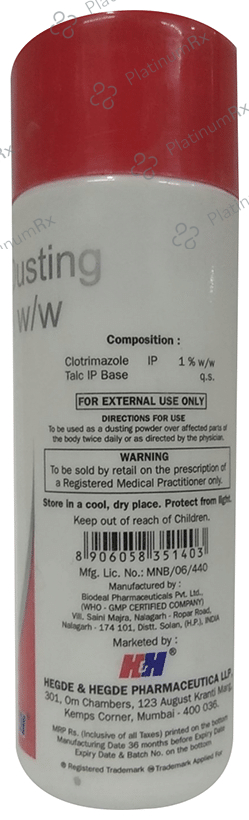 PlatinumRx
Dusting
w/w
Composition :
Clotrimazole IP 1 % w/w
Talc IP Base q.s.
FOR EXTERNAL USE ONLY
DIRECTIONS FOR USE
To be used as a dusting powder over affected parts of
the body twice daily or as directed by the physician.
WARNING
To be sold by retail on the prescription of
a Registered Medical Practitioner only.
Store in a cool, dry place. Protect from light.
Keep out of reach of Children.
8 906058 351403
Mfg. Lic. No.: MNB/06/440
Manufactured by :
Biodeal Pharmaceuticals Pvt. Ltd.,
(WHO - GMP CERTIFIED COMPANY)
Vill. Saini Majra, Nalagarh - Ropar Road,
Nalagarh - 174 101, Distt. Solan, (H.P.), INDIA
Marketed by :
H&H
HEGDE & HEGDE PHARMACEUTICA LLP,
301, Om Chambers, 123 August Kranti Marg,
Kemps Corner, Mumbai - 400 036.
MRP Rs. (Inclusive of all Taxes) printed on the bottom
Manufacturing Date 36 months before Expiry Date
Expiry Date & Batch No. on the bottom
® Registered Trademark ™ Trademark Applied For